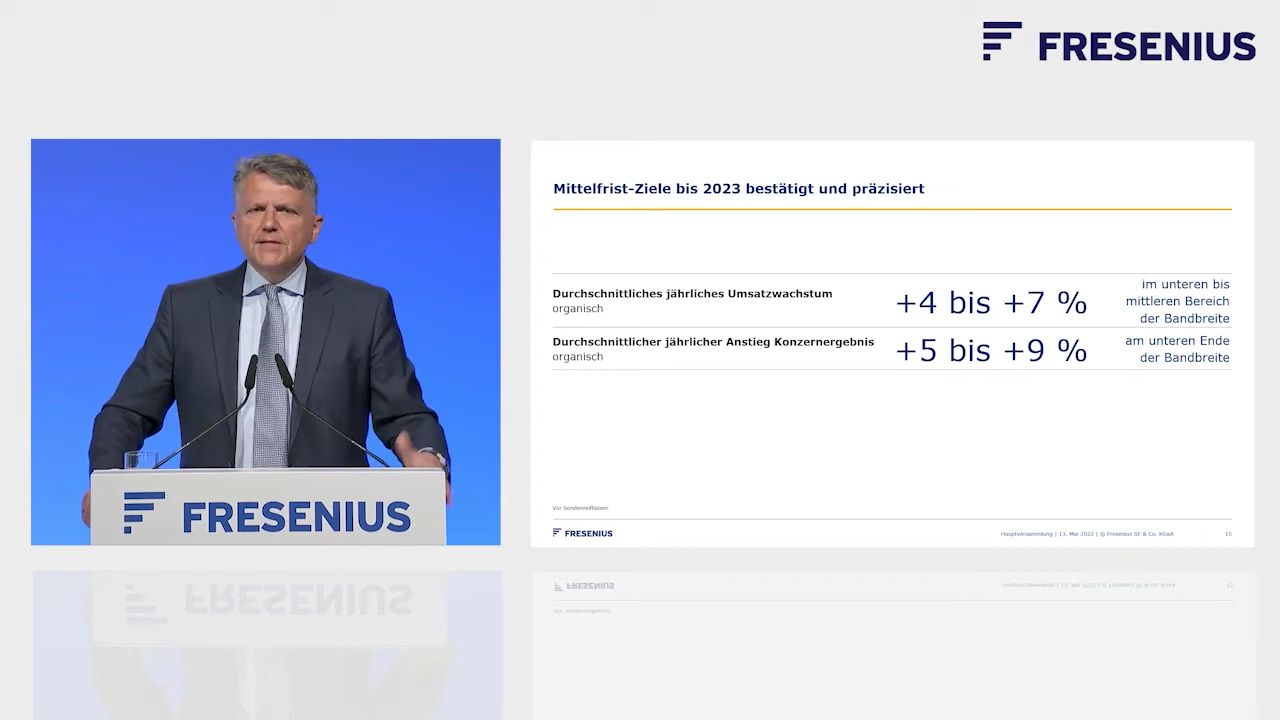 FRESENIUS
FRESENIUS
Mittelfrist-Ziele bis 2023 bestätigt und präzisiert
Durchschnittliches jährliches Umsatzwachstum
organisch
+4 bis +7 %
im unteren bis
mittleren Bereich
der Bandbreite
Durchschnittlicher jährlicher Anstieg Konzernergebnis
organisch
+5 bis +9 %
am unteren Ende
der Bandbreite
Vor Sondereinflüssen
FRESENIUS
Hauptversammlung | 13. Mai 2022 | © Fresenius SE & Co. KGaA
15